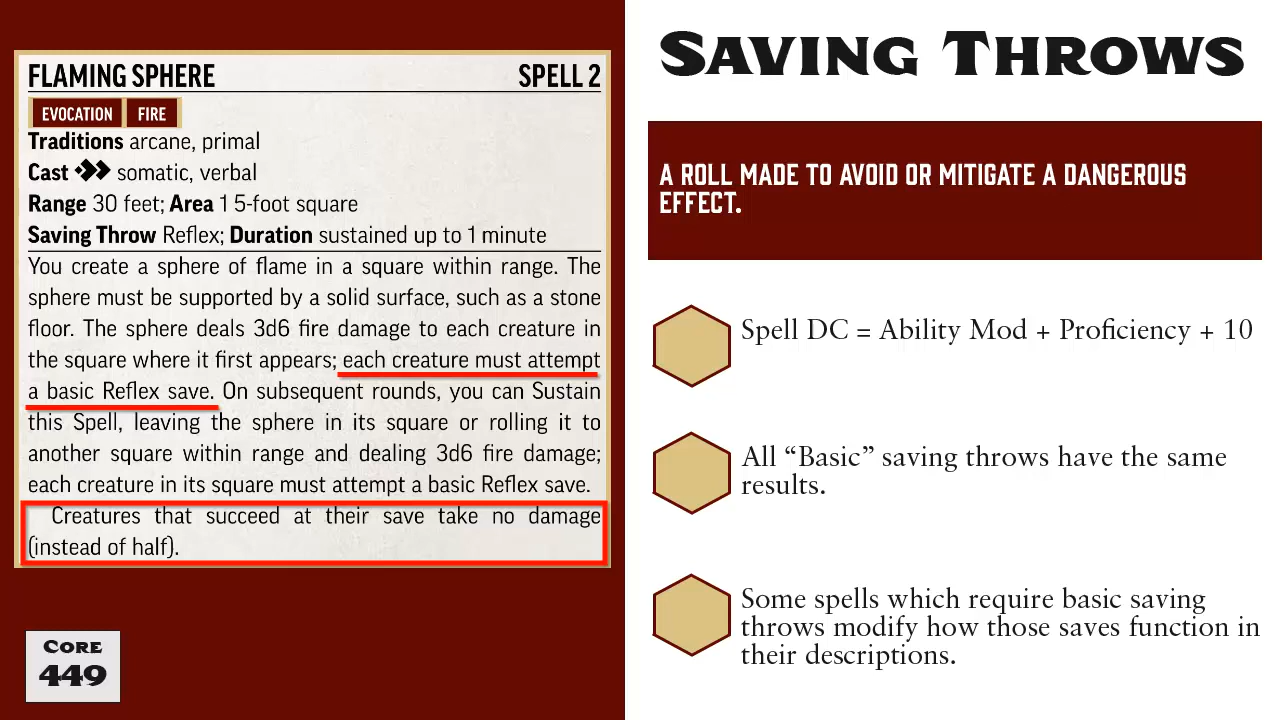 FLAMING SPHERE SPELL 2
EVOCATION FIRE
Traditions arcane, primal
Cast somatic, verbal
Range 30 feet; Area 1 5-foot square
Saving Throw Reflex; Duration sustained up to 1 minute
You create a sphere of flame in a square within range. The
sphere must be supported by a solid surface, such as a stone
floor. The sphere deals 3d6 fire damage to each creature in
the square where it first appears; each creature must attempt
a basic Reflex save. On subsequent rounds, you can Sustain
this Spell, leaving the sphere in its square or rolling it to
another square within range and dealing 3d6 fire damage;
each creature in its square must attempt a basic Reflex save.
Creatures that succeed at their save take no damage
(instead of half).
CORE
449
SAVING THROWS
A ROLL MADE TO AVOID OR MITIGATE A DANGEROUS
EFFECT.
Spell DC = Ability Mod + Proficiency + 10
All “Basic” saving throws have the same
results.
Some spells which require basic saving
throws modify how those saves function in
their descriptions.